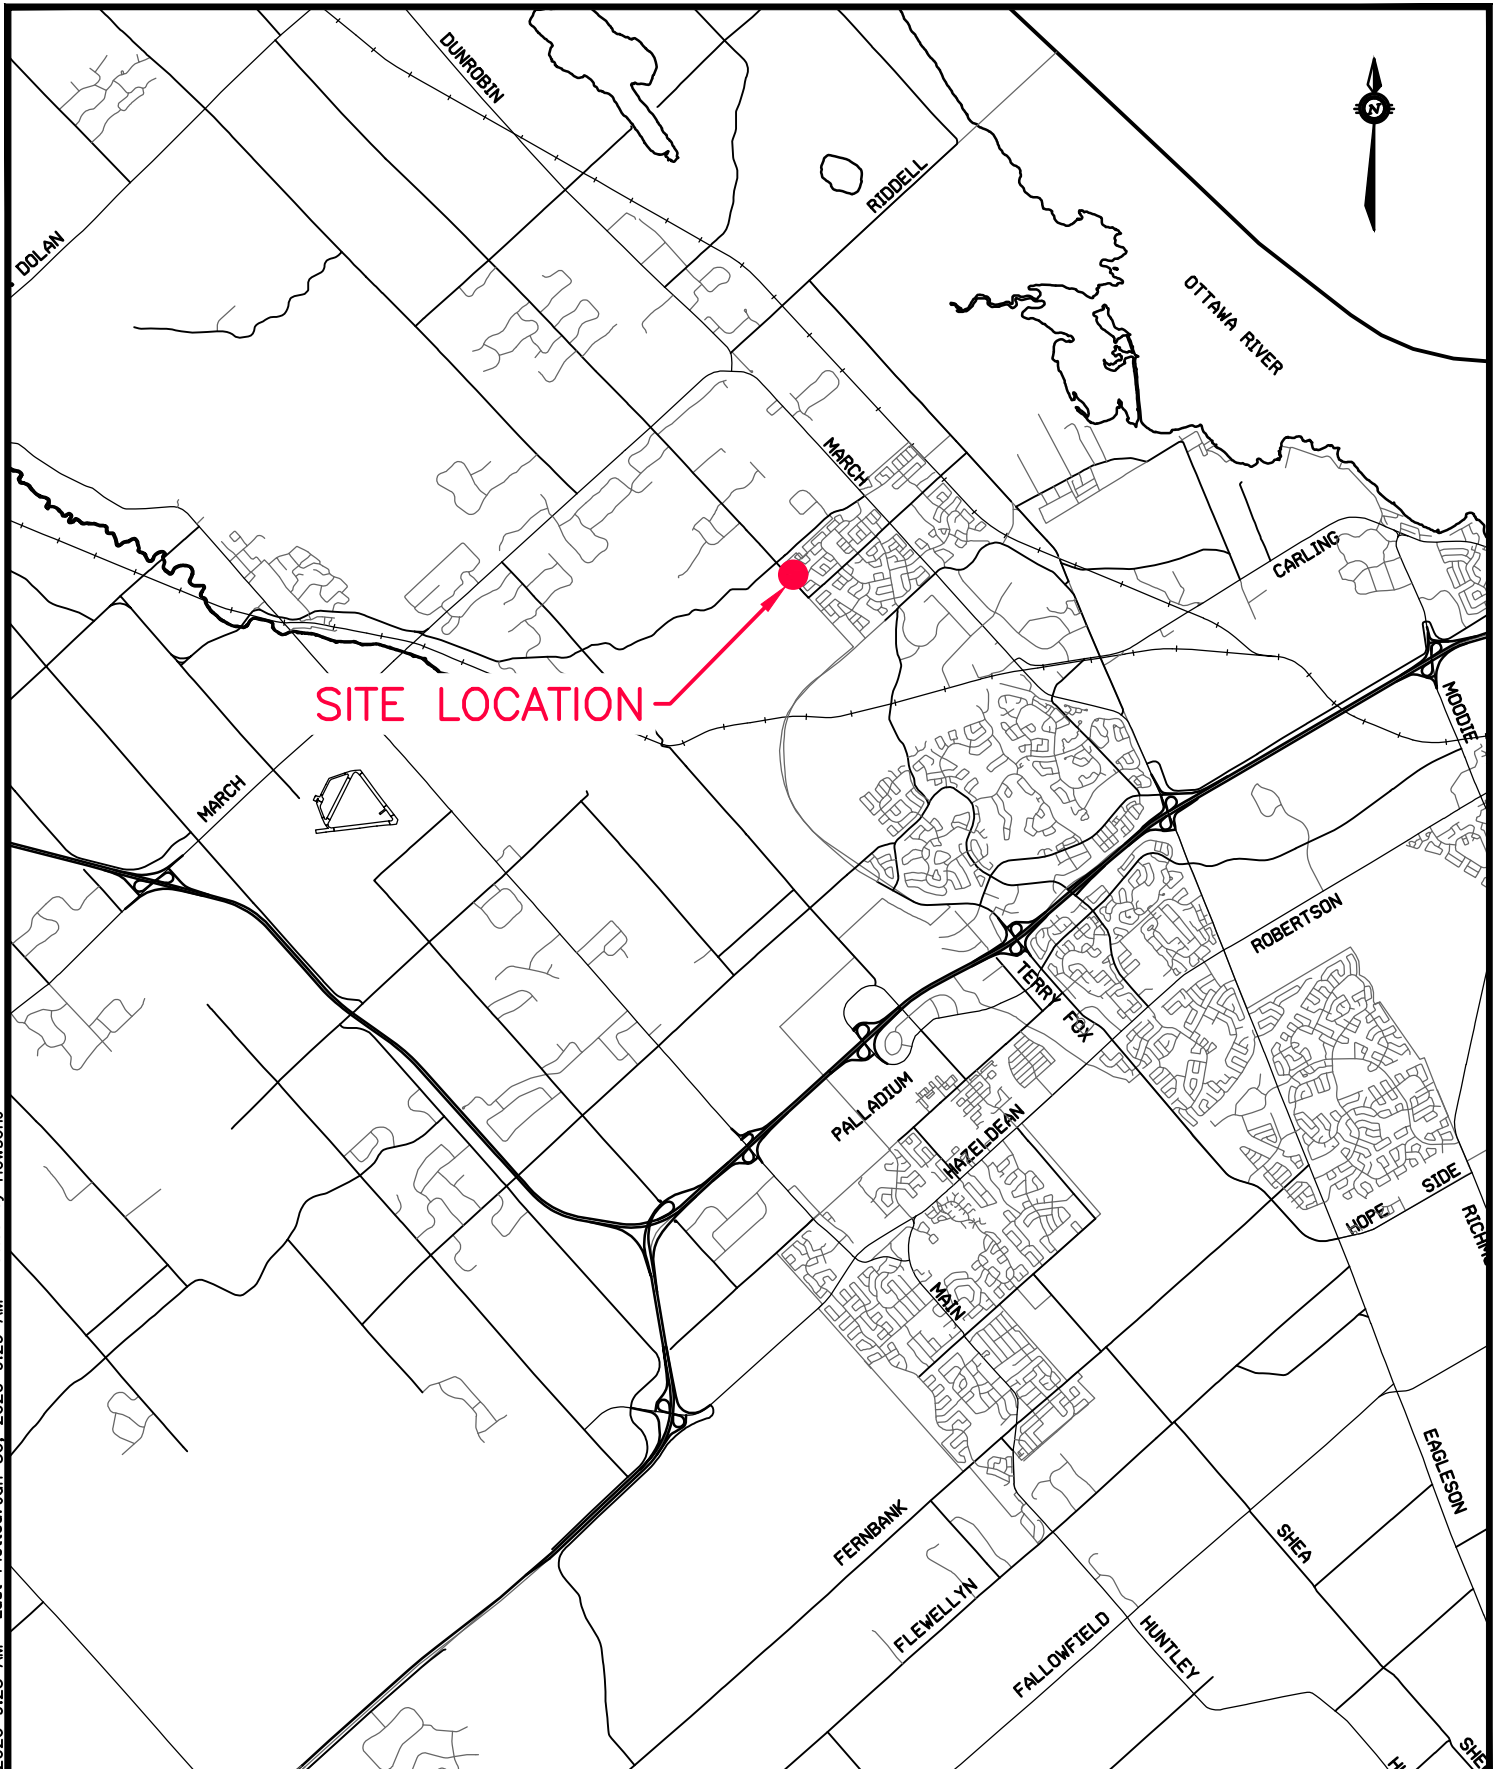 DUNROBIN
N
RIDDELL
DOLAN
OTTAWA RIVER
MARCH
CARLING
SITE LOCATION
MOODIE
MARCH
ROBERTSON
TERRY FOX
PALLADIUM
HAZELDEAN
SIDE
HOPE
MAIN
EAGLESON
FERNBANK
SHEA
FLEWELLYN
FALLOWFIELD
HUNTLEY